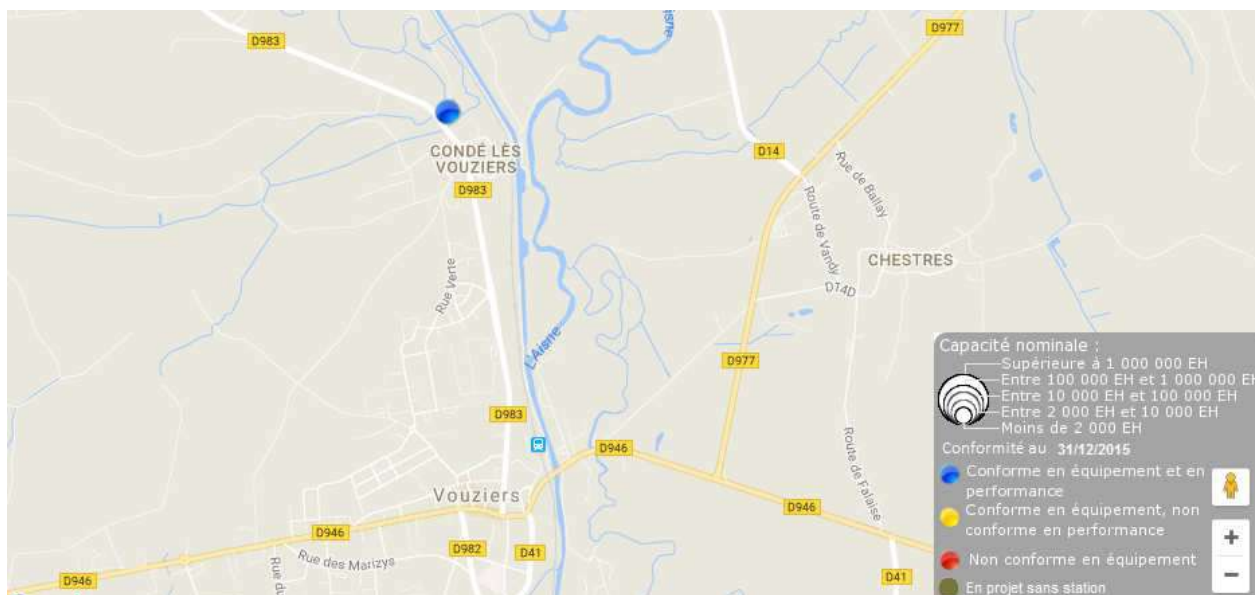 D983
Aisne
D977
CONDÉ LÈS
VOUZIERS
D983
D14
Rue de Ballay
Route de Vandy
CHESTRES
D14D
Rue Verte
L'Aisne
D977
D983
D946
Route de Falaise
Vouziers
D946
D946
D982
D41
Rue des Marizys
D946
Rue du
D41
Capacité nominale :
Supérieure à 1 000 000 EH
Entre 100 000 EH et 1 000 000 EH
Entre 10 000 EH et 100 000 EH
Entre 2 000 EH et 10 000 EH
Moins de 2 000 EH
Conformité au 31/12/2015
Conforme en équipement et en
performance
Conforme en équipement, non
conforme en performance
Non conforme en équipement
En projet sans station
+
−